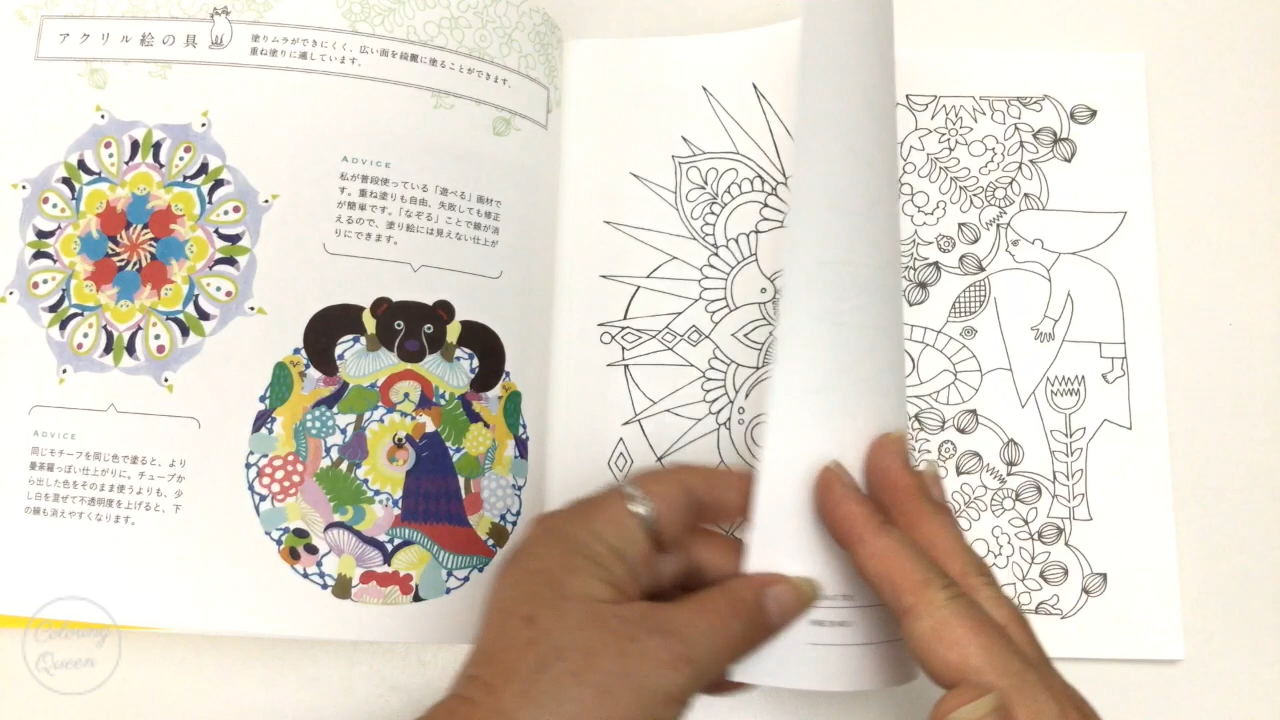 アクリル絵の具
塗りムラができにくく、広い面を綺麗に塗ることができます。
重ね塗りに適しています。
ADVICE
私が普段使っている「遊べる」画材で
す。重ね塗りも自由、失敗しても修正
が簡単です。「なぞる」ことで線が消
えるので、塗り絵には見えない仕上が
りにできます。
ADVICE
同じモチーフを同じ色で塗ると、より
曼荼羅っぽい仕上がりに。チューブか
ら出した色をそのまま使うよりも、少
し白を混ぜて不透明度を上げると、下
の線も消えやすくなります。
Colouring
Queen